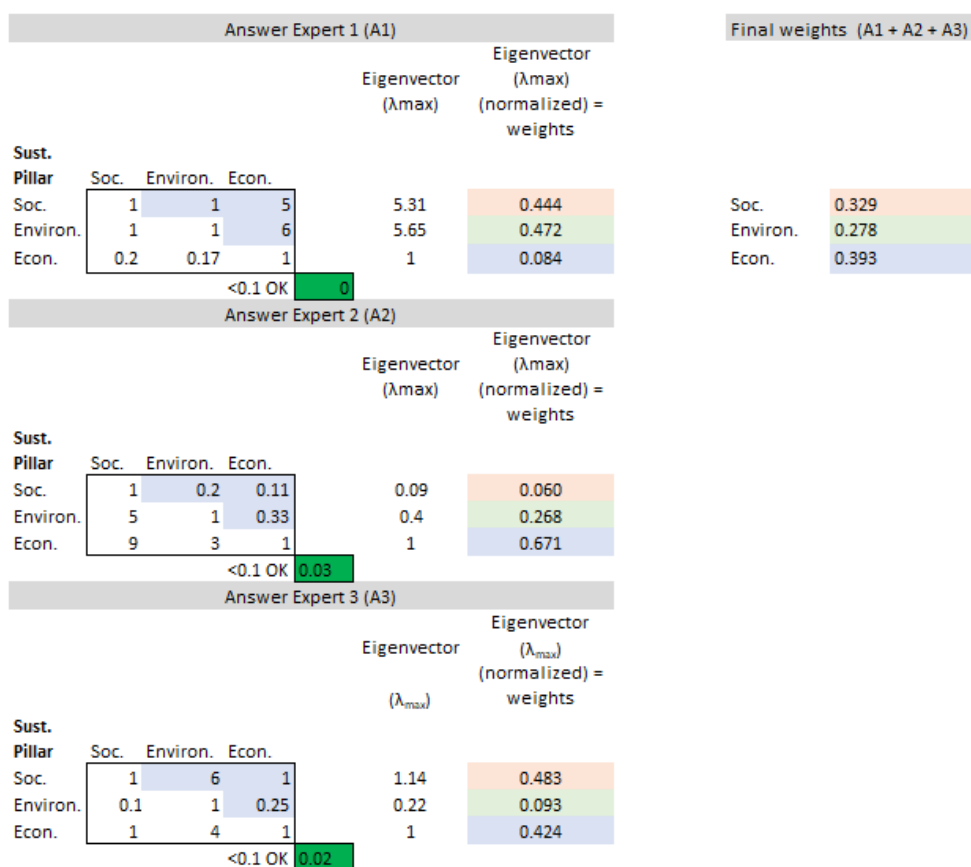 Answer Expert 1 (A1) Final weights (A1 + A2 + A3)
Eigenvector
Eigenvector (λmax)
(λmax) (normalized) =
weights
Sust.
Pillar Soc. Environ. Econ.
Soc. 1 1 5 5.31 0.444 Soc. 0.329
Environ. 1 1 6 5.65 0.472 Environ. 0.278
Econ. 0.2 0.17 1 1 0.084 Econ. 0.393
<0.1 OK 0
Answer Expert 2 (A2)
Eigenvector
Eigenvector (λmax)
(λmax) (normalized) =
weights
Sust.
Pillar Soc. Environ. Econ.
Soc. 1 0.2 0.11 0.09 0.060
Environ. 5 1 0.33 0.4 0.268
Econ. 9 3 1 1 0.671
<0.1 OK 0.03
Answer Expert 3 (A3)
Eigenvector
Eigenvector (λmax)
(normalized) =
(λmax) weights
Sust.
Pillar Soc. Environ. Econ.
Soc. 1 6 1 1.14 0.483
Environ. 0.1 1 0.25 0.22 0.093
Econ. 1 4 1 1 0.424
<0.1 OK 0.02